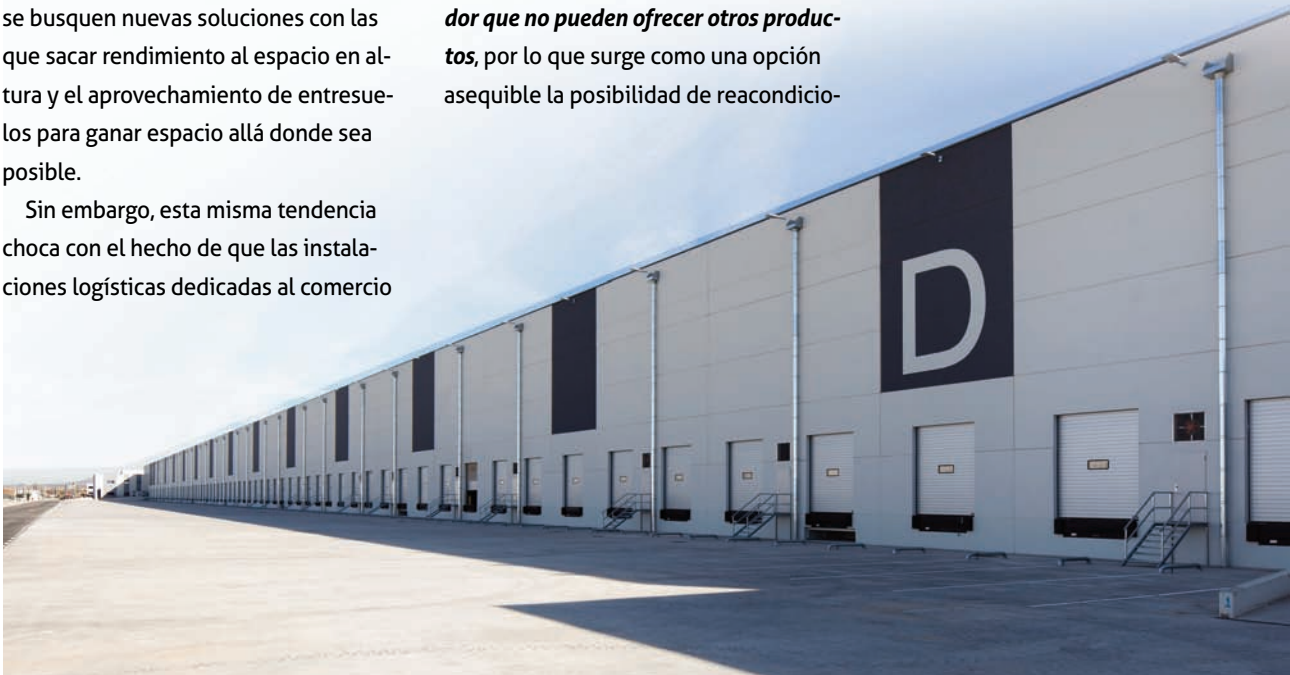 se busquen nuevas soluciones con las
que sacar rendimiento al espacio en al-
tura y el aprovechamiento de entresue-
los para ganar espacio allá donde sea
posible.
Sin embargo, esta misma tendencia
choca con el hecho de que las instala-
ciones logísticas dedicadas al comercio
dor que no pueden ofrecer otros produc-
tos, por lo que surge como una opción
asequible la posibilidad de reacondicio-
D
1